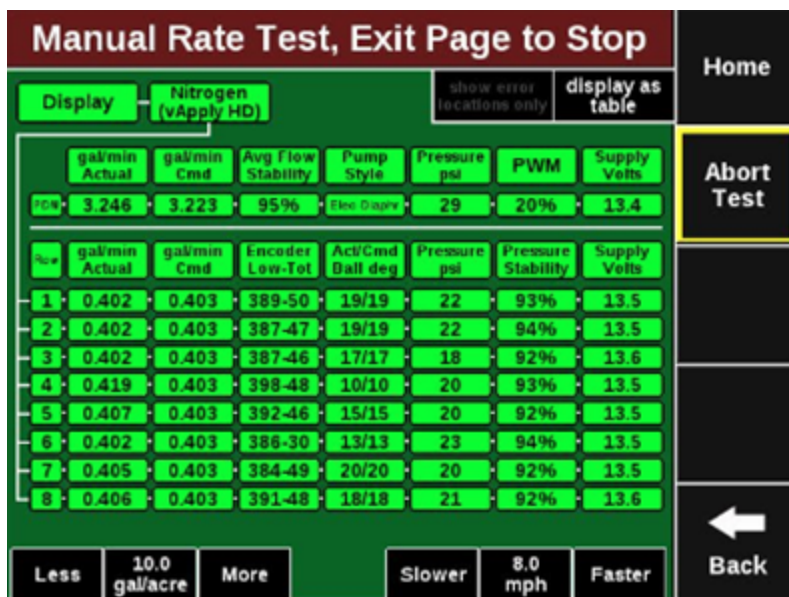 Manual Rate Test, Exit Page to Stop
Home
Display
Nitrogen
(vApply HD)
show error
locations only
display as
table
Abort
Test
gal/min
Actual
gal/min
Cmd
Avg Flow
Stability
Pump
Style
Pressure
psi
PWM
Supply
Volts
PDM 3.246 3.223 95% Elec Diaphr 29 20% 13.4
Row
gal/min
Actual
gal/min
Cmd
Encoder
Low-Tot
Act/Cmd
Ball deg
Pressure
psi
Pressure
Stability
Supply
Volts
1 0.402 0.403 389-50 19/19 22 93% 13.5
2 0.402 0.403 387-47 19/19 22 94% 13.5
3 0.402 0.403 387-46 17/17 18 92% 13.6
4 0.419 0.403 398-48 10/10 20 93% 13.5
5 0.407 0.403 392-46 15/15 20 92% 13.5
6 0.402 0.403 386-30 13/13 23 94% 13.5
7 0.405 0.403 384-49 20/20 20 92% 13.5
8 0.406 0.403 391-48 18/18 21 92% 13.6
Less
10.0
gal/acre
More
Slower
8.0
mph
Faster
Back